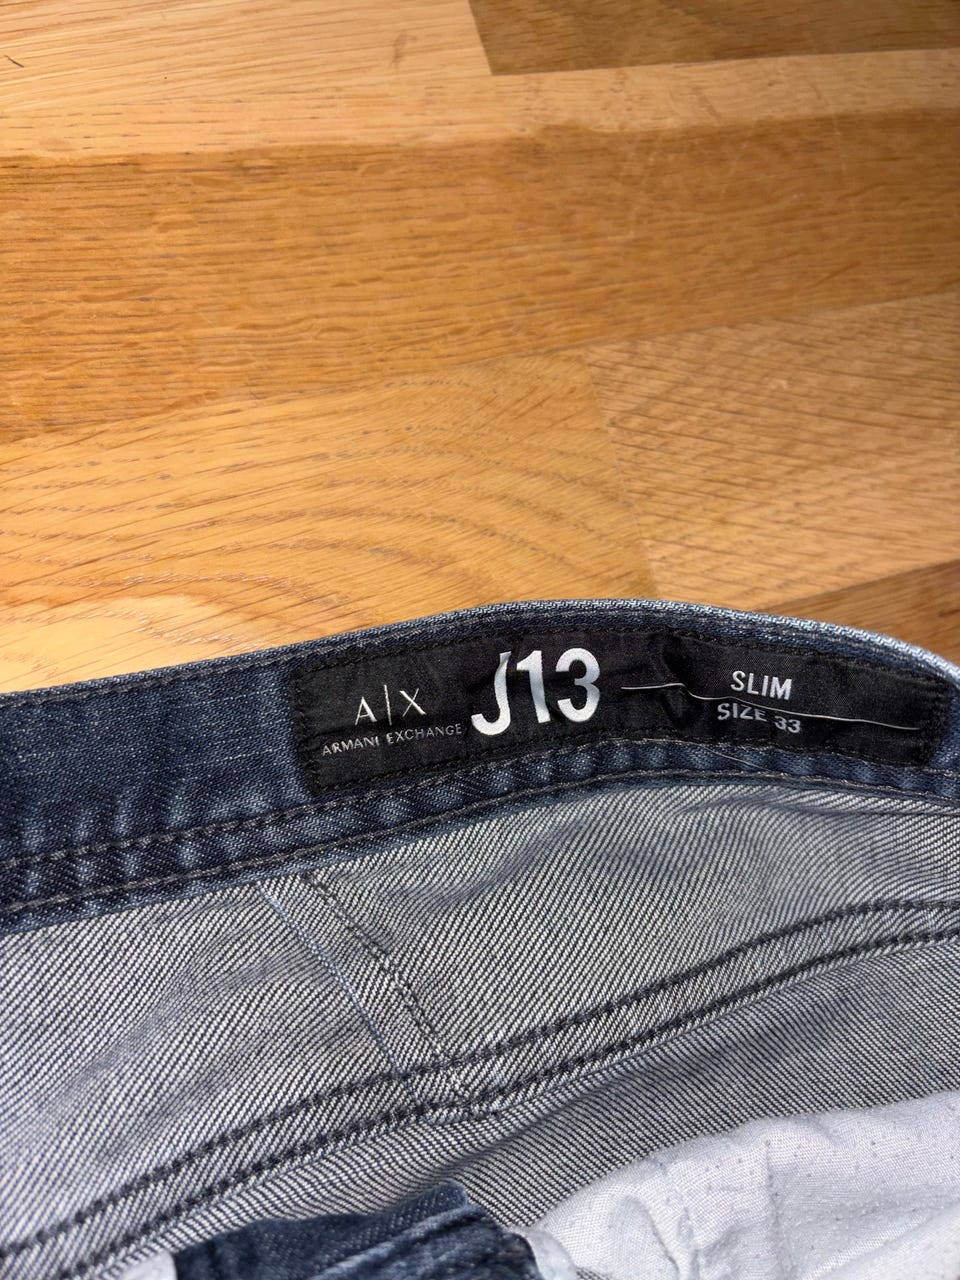 A|X
ARMANI EXCHANGE
J13
SLIM
SIZE 33